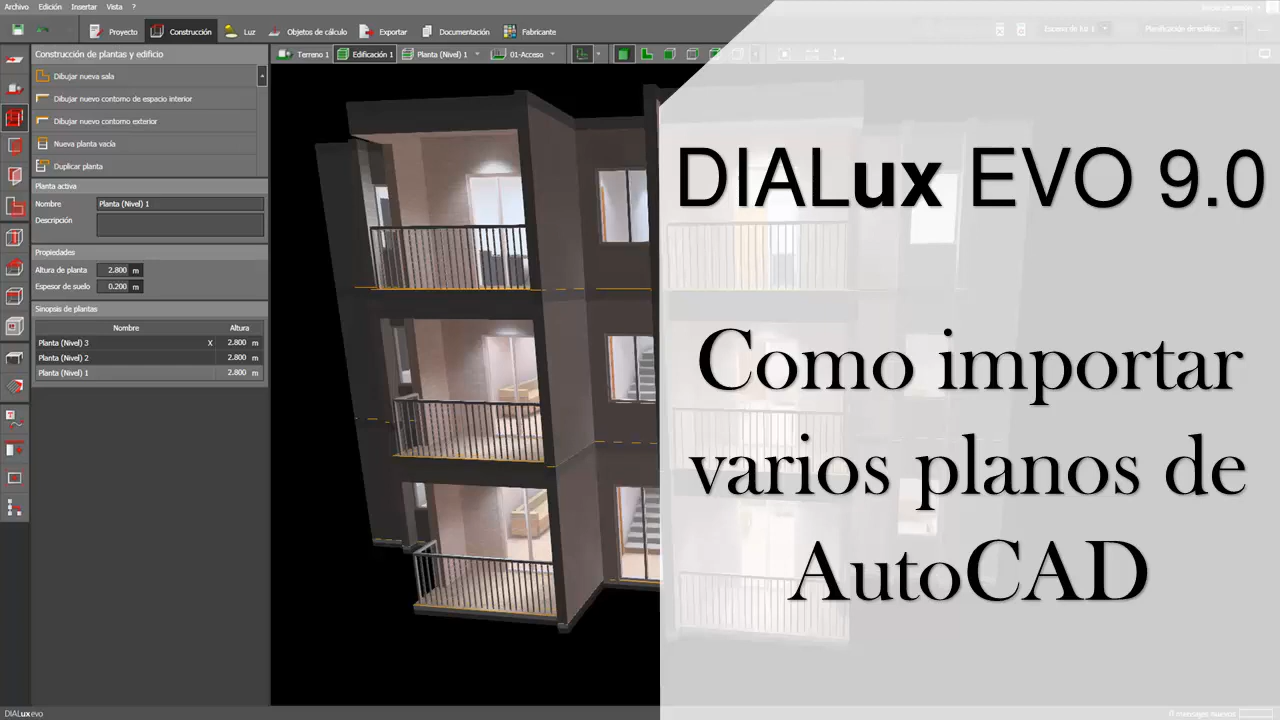 Archivo Edición Insertar Vista ?
Proyecto Construcción Luz Objetos de cálculo Exportar Documentación Fabricante
Construcción de plantas y edificio
Terreno 1 Edificación 1 Planta (Nivel) 1 01-Acceso
Dibujar nueva sala
Dibujar nuevo contorno de espacio interior
Dibujar nuevo contorno exterior
Nueva planta vacía
Duplicar planta
Planta activa
Nombre Planta (Nivel) 1
Descripción
Propiedades
Altura de planta 2.800 m
Espesor de suelo 0.200 m
Sinopsis de plantas
Nombre Altura
Planta (Nivel) 3 X 2.800 m
Planta (Nivel) 2 2.800 m
Planta (Nivel) 1 2.800 m
DIALux EVO 9.0
Como importar
varios planos de
AutoCAD
DIALux evo